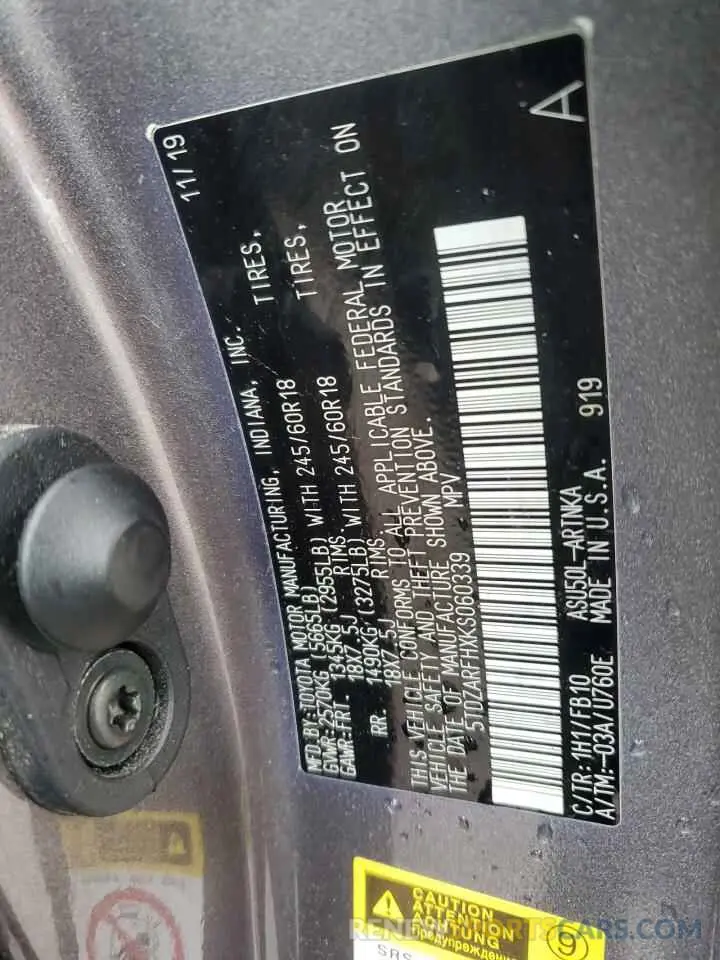 11/19
MFD.BY:TOYOTA MOTOR MANUFACTURING, INDIANA, INC.
GVWR:2570KG (5665LB)
GAWR:FRT. 1345KG (2955LB) WITH 245/60R18 TIRES,
18X7.5J RIMS.
RR. 1490KG (3275LB) WITH 245/60R18 TIRES,
18X7.5J RIMS.
THIS VEHICLE CONFORMS TO ALL APPLICABLE FEDERAL MOTOR
VEHICLE SAFETY AND THEFT PREVENTION STANDARDS IN EFFECT ON
THE DATE OF MANUFACTURE SHOWN ABOVE.
5TDZARFHXKS060339 MPV
C/TR:1H1/FB10 ASU50L-ARTNKA
A/TM:-03A/U760E MADE IN U.S.A. 919
A
CAUTION
ATTENTION
ACHTUNG
Предупреждение
9
SRS